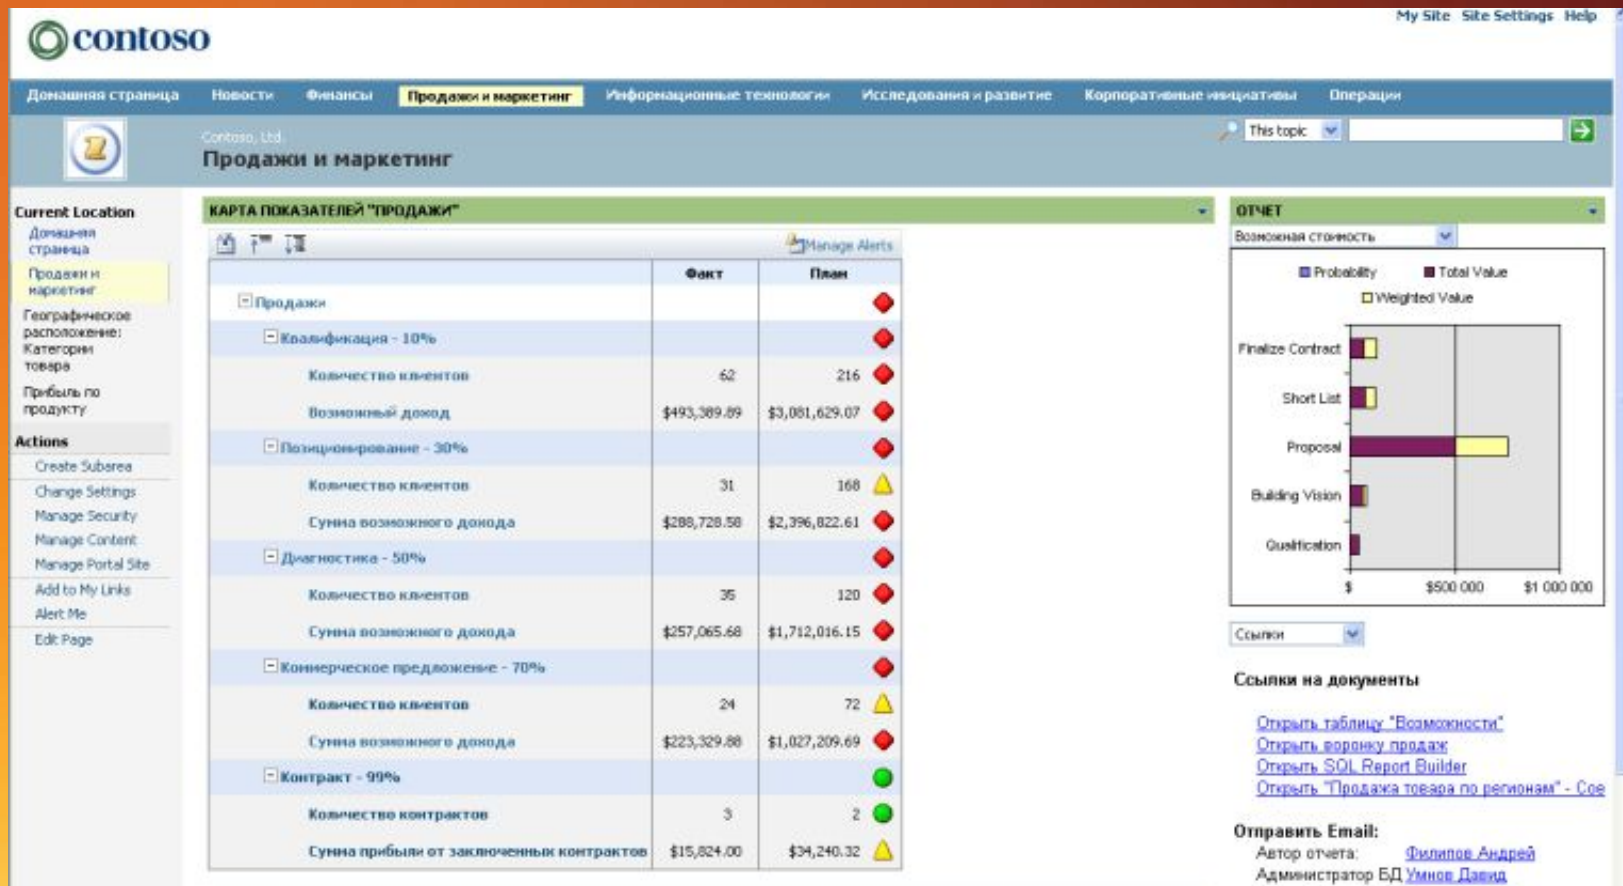 My Site Site Settings Help
contoso
Домашняя страница Новости Финансы Продажи и маркетинг Информационные технологии Исследования и развитие Корпоративные инициативы Операции
Contoso, Ltd.
Продажи и маркетинг
This topic
Current Location
Домашняя
страница
Продажи и
маркетинг
Географическое
расположение:
Категории
товара
Прибыль по
продукту
Actions
Create Subarea
Change Settings
Manage Security
Manage Content
Manage Portal Site
Add to My Links
Alert Me
Edit Page
КАРТА ПОКАЗАТЕЛЕЙ "ПРОДАЖИ"
Manage Alerts
Факт План
Продажи
Квалификация - 10%
Количество клиентов 62 216
Возможный доход $493,389.89 $3,081,629.07
Позиционирование - 30%
Количество клиентов 31 168
Сумма возможного дохода $288,728.58 $2,396,822.61
Диагностика - 50%
Количество клиентов 35 120
Сумма возможного дохода $257,065.68 $1,712,016.15
Коммерческое предложение - 70%
Количество клиентов 24 72
Сумма возможного дохода $223,329.88 $1,027,209.69
Контракт - 99%
Количество контрактов 3 2
Сумма прибыли от заключенных контрактов $15,824.00 $34,240.32
ОТЧЕТ
Возможная стоимость
Probability Total Value
Weighted Value
Finalize Contract
Short List
Proposal
Building Vision
Qualification
$ $500 000 $1 000 000
Ссылки
Ссылки на документы
Открыть таблицу "Возможности"
Открыть воронку продаж
Открыть SQL Report Builder
Открыть "Продажа товара по регионам" - Сое
Отправить Email:
Автор отчета: Филипов Андрей
Администратор БД Умнов Давид